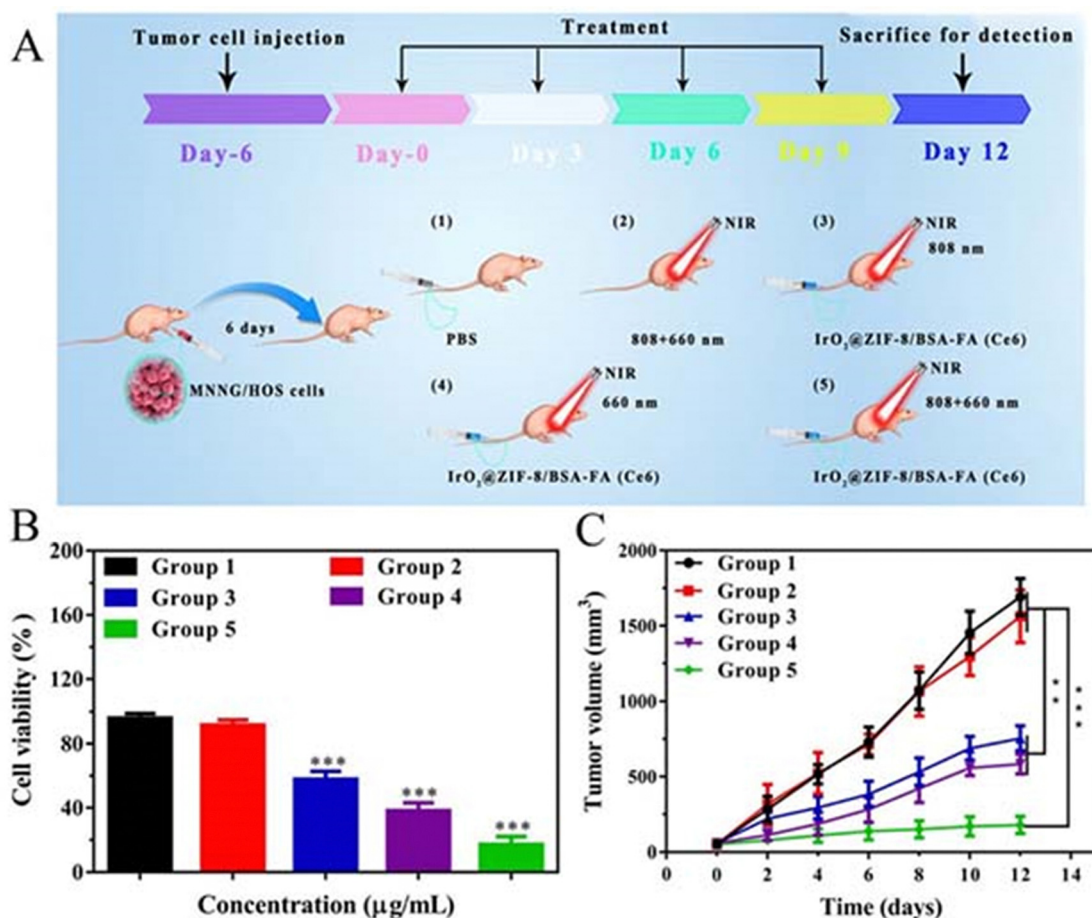 A
Tumor cell injection
Treatment
Sacrifice for detection
Day-6
Day-0
Day 3
Day 6
Day 9
Day 12
(1)
(2)
(3)
NIR
NIR
808 nm
6 days
PBS
808+660 nm
IrO₂@ZIF-8/BSA-FA (Ce6)
MNNG/HOS cells
(4)
(5)
NIR
NIR
660 nm
808+660 nm
IrO₂@ZIF-8/BSA-FA (Ce6)
IrO₂@ZIF-8/BSA-FA (Ce6)
B
Cell viability (%)
200
160
120
80
40
0
Group 1
Group 2
Group 3
Group 4
Group 5
***
***
***
Concentration (μg/mL)
C
Tumor volume (mm³)
2000
1500
1000
500
0
Group 1
Group 2
Group 3
Group 4
Group 5
**
***
0 2 4 6 8 10 12 14
Time (days)